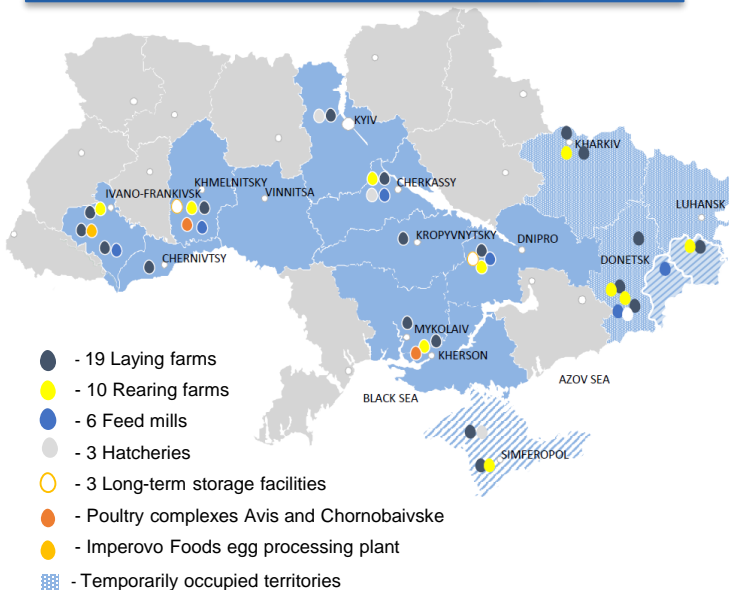 KYIV
KHARKIV
CHERKASSY
KHMELNITSKY
IVANO-FRANKIVSK
VINNITSA
LUHANSK
KROPYVNYTSKY
DNIPRO
CHERNIVTSY
DONETSK
MYKOLAIV
KHERSON
BLACK SEA
AZOV SEA
SIMFEROPOL
- 19 Laying farms
- 10 Rearing farms
- 6 Feed mills
- 3 Hatcheries
- 3 Long-term storage facilities
- Poultry complexes Avis and Chornobaivske
- Imperovo Foods egg processing plant
- Temporarily occupied territories